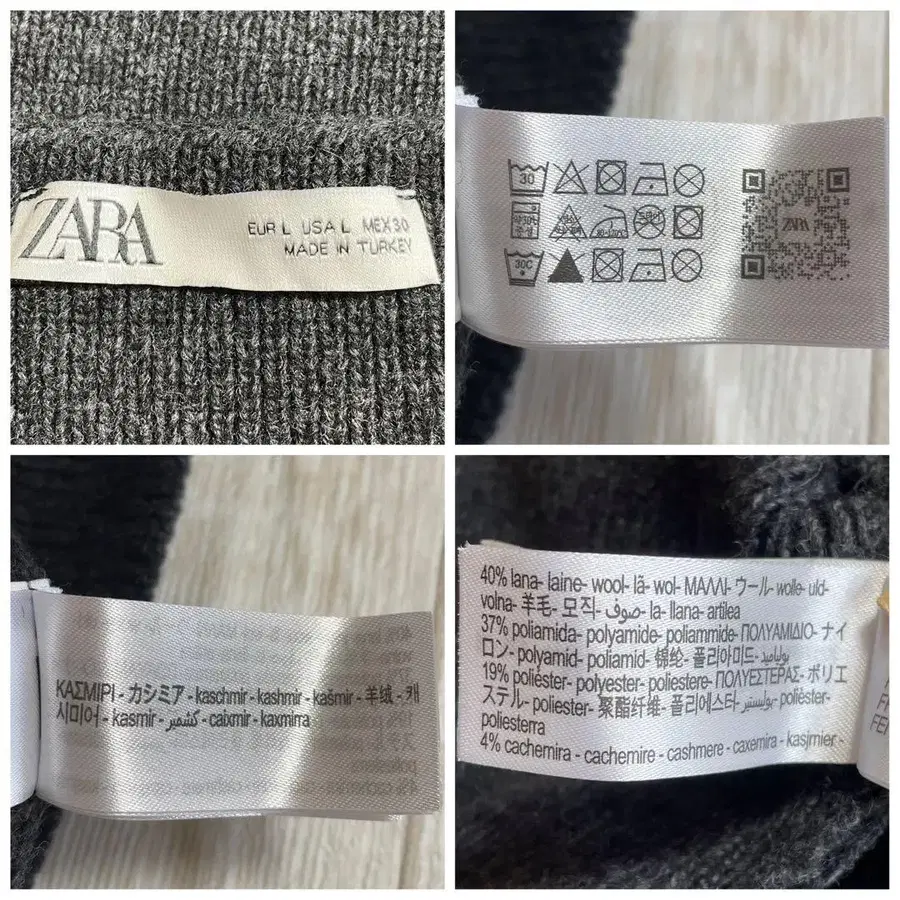 ZARA
EUR L USA L MEX 30
MADE IN TURKEY
30
ZARA
30C
ΚΑΣΜΙΡΙ - カシミア - kaschmir - kashmir - kašmir - 羊绒 - 캐
시미어 - kasmir - كشمير - caixmir - kaxmirra
40% lana- laine- wool- lã- wol- ΜΑΛΛΙ- ウール- wolle- uld-
volna- 羊毛- 모직- صوف- la- llana- artilea
37% poliamida- polyamide- poliammide- ΠΟΛΥΑΜΙΔΙΟ- ナイ
ロン- polyamid- poliamid- 锦纶- 폴리아미드- بولياميد
19% poliéster- polyester- poliestere- ΠΟΛΥΕΣΤΕΡΑΣ- ポリエ
ステル- poliester- 聚酯纤维- 폴리에스터- بوليستير- polièster-
poliesterra
4% cachemira - cachemire - cashmere - caxemira - kasjmier -